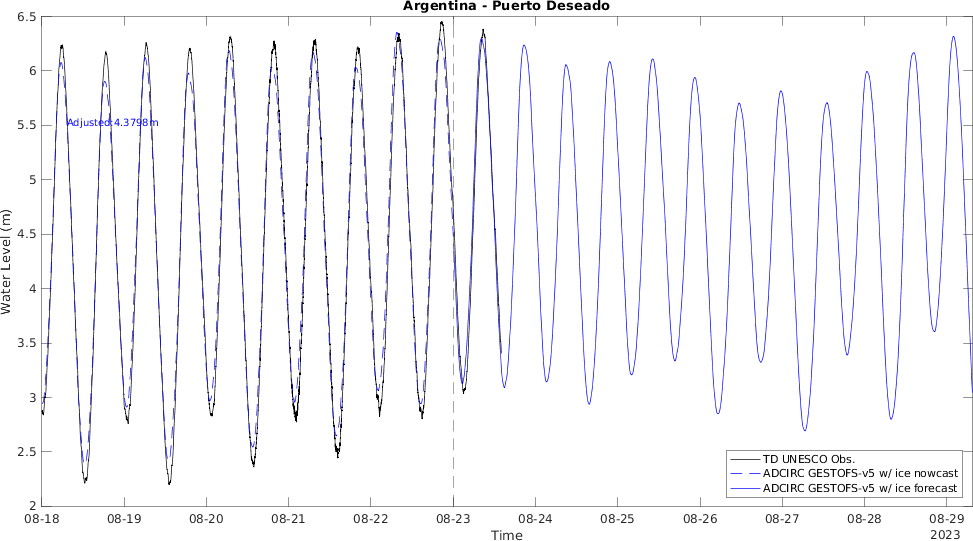 Argentina - Puerto Deseado
6.5
6
5.5
5
4.5
4
3.5
3
2.5
2
Water Level (m)
Adjusted:4.3798m
TD UNESCO Obs.
ADCIRC GESTOFS-v5 w/ ice nowcast
ADCIRC GESTOFS-v5 w/ ice forecast
08-18 08-19 08-20 08-21 08-22 08-23 08-24 08-25 08-26 08-27 08-28 08-29
Time 2023